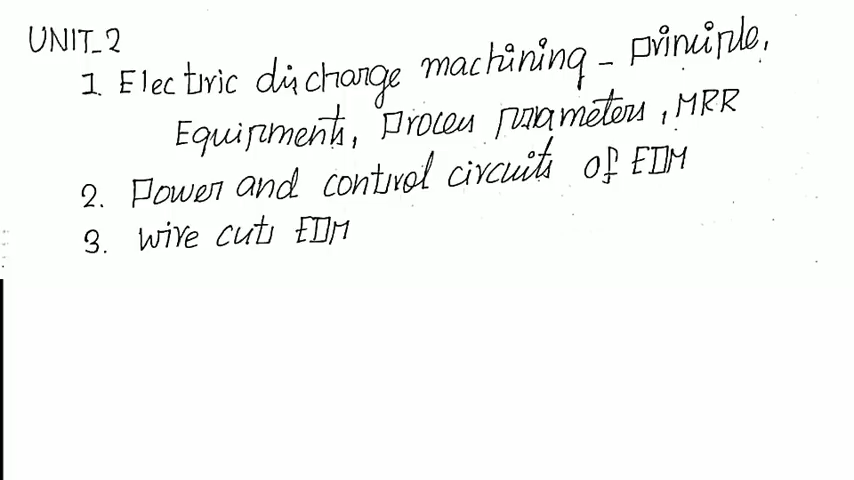 UNIT_2
1. Electric discharge machining - principle,
Equipments, process parameters, MRR
2. Power and control circuits of EDM
3. wire cuts EDM